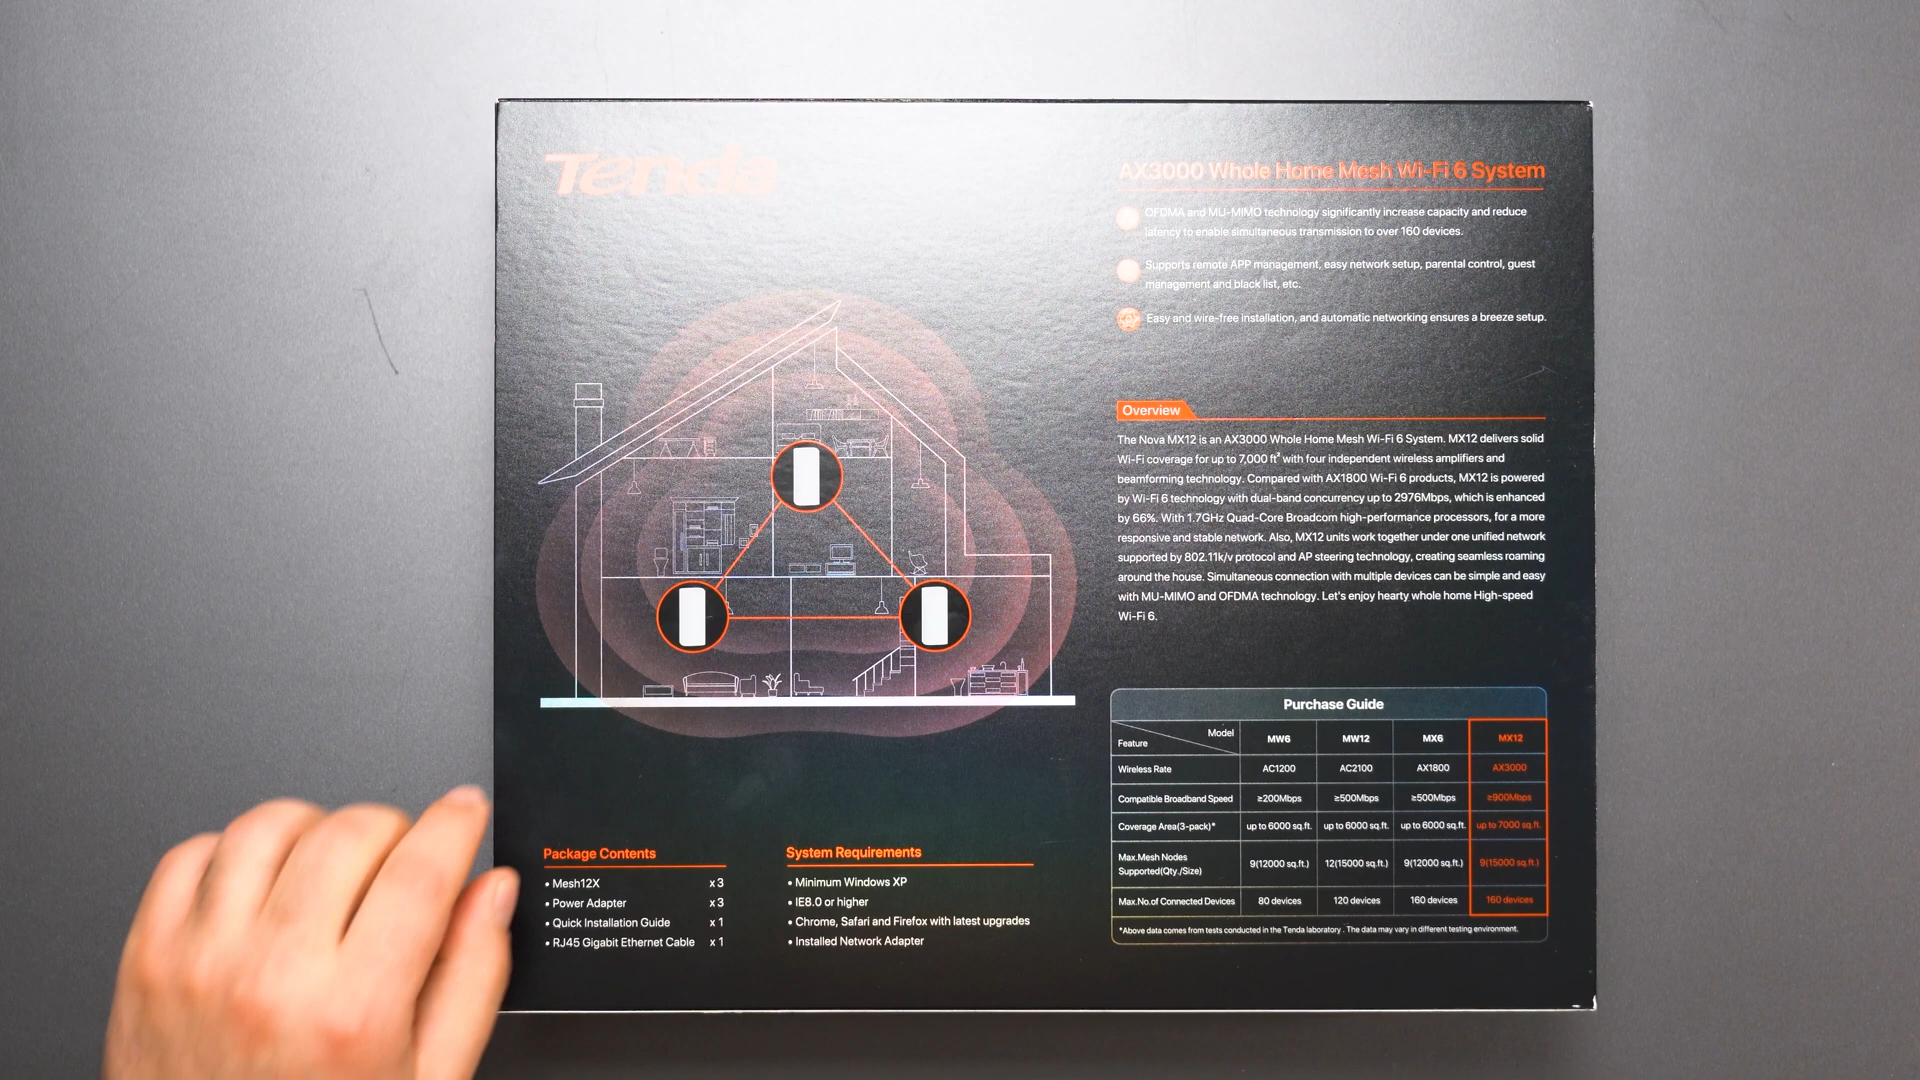 Tenda
AX3000 Whole Home Mesh Wi-Fi 6 System
OFDMA and MU-MIMO technology significantly increase capacity and reduce
latency to enable simultaneous transmission to over 160 devices.
Supports remote APP management, easy network setup, parental control, guest
management and black list, etc.
Easy and wire-free installation, and automatic networking ensures a breeze setup.
Overview
The Nova MX12 is an AX3000 Whole Home Mesh Wi-Fi 6 System. MX12 delivers solid
Wi-Fi coverage for up to 7,000 ft² with four independent wireless amplifiers and
beamforming technology. Compared with AX1800 Wi-Fi 6 products, MX12 is powered
by Wi-Fi 6 technology with dual-band concurrency up to 2976Mbps, which is enhanced
by 66%. With 1.7GHz Quad-Core Broadcom high-performance processors, for a more
responsive and stable network. Also, MX12 units work together under one unified network
supported by 802.11k/v protocol and AP steering technology, creating seamless roaming
around the house. Simultaneous connection with multiple devices can be simple and easy
with MU-MIMO and OFDMA technology. Let's enjoy hearty whole home High-speed
Wi-Fi 6.
Purchase Guide
Feature Model MW6 MW12 MX6 MX12
Wireless Rate AC1200 AC2100 AX1800 AX3000
Compatible Broadband Speed ≥200Mbps ≥500Mbps ≥500Mbps ≥900Mbps
Coverage Area(3-pack)* up to 6000 sq.ft. up to 6000 sq.ft. up to 6000 sq.ft. up to 7000 sq.ft.
Max.Mesh Nodes
Supported(Qty./Size) 9(12000 sq.ft.) 12(15000 sq.ft.) 9(12000 sq.ft.) 9(15000 sq.ft.)
Max.No.of Connected Devices 80 devices 120 devices 160 devices 160 devices
*Above data comes from tests conducted in the Tenda laboratory . The data may vary in different testing environment.
Package Contents
• Mesh12X x 3
• Power Adapter x 3
• Quick Installation Guide x 1
• RJ45 Gigabit Ethernet Cable x 1
System Requirements
• Minimum Windows XP
• IE8.0 or higher
• Chrome, Safari and Firefox with latest upgrades
• Installed Network Adapter